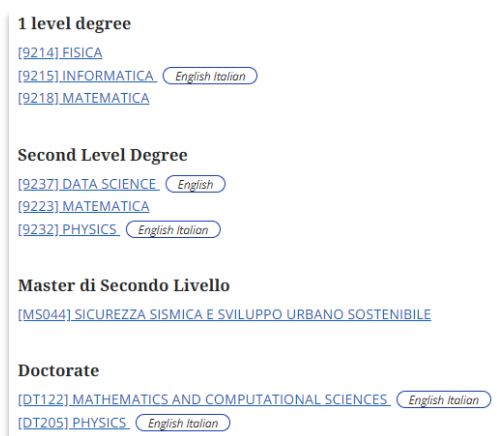 1 level degree
[9214] FISICA
[9215] INFORMATICA English Italian
[9218] MATEMATICA
Second Level Degree
[9237] DATA SCIENCE English
[9223] MATEMATICA
[9232] PHYSICS English Italian
Master di Secondo Livello
[MS044] SICUREZZA SISMICA E SVILUPPO URBANO SOSTENIBILE
Doctorate
[DT122] MATHEMATICS AND COMPUTATIONAL SCIENCES English Italian
[DT205] PHYSICS English Italian